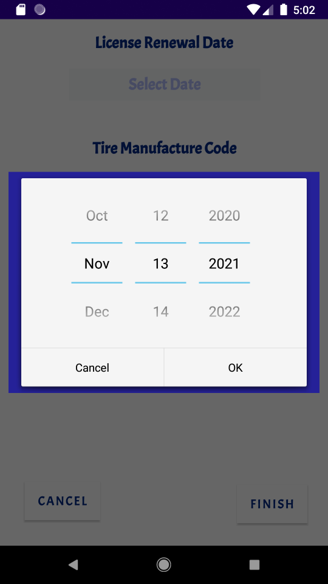 5:02
License Renewal Date
Select Date
Tire Manufacture Code
Oct 12 2020
Nov 13 2021
Dec 14 2022
Cancel OK
CANCEL FINISH